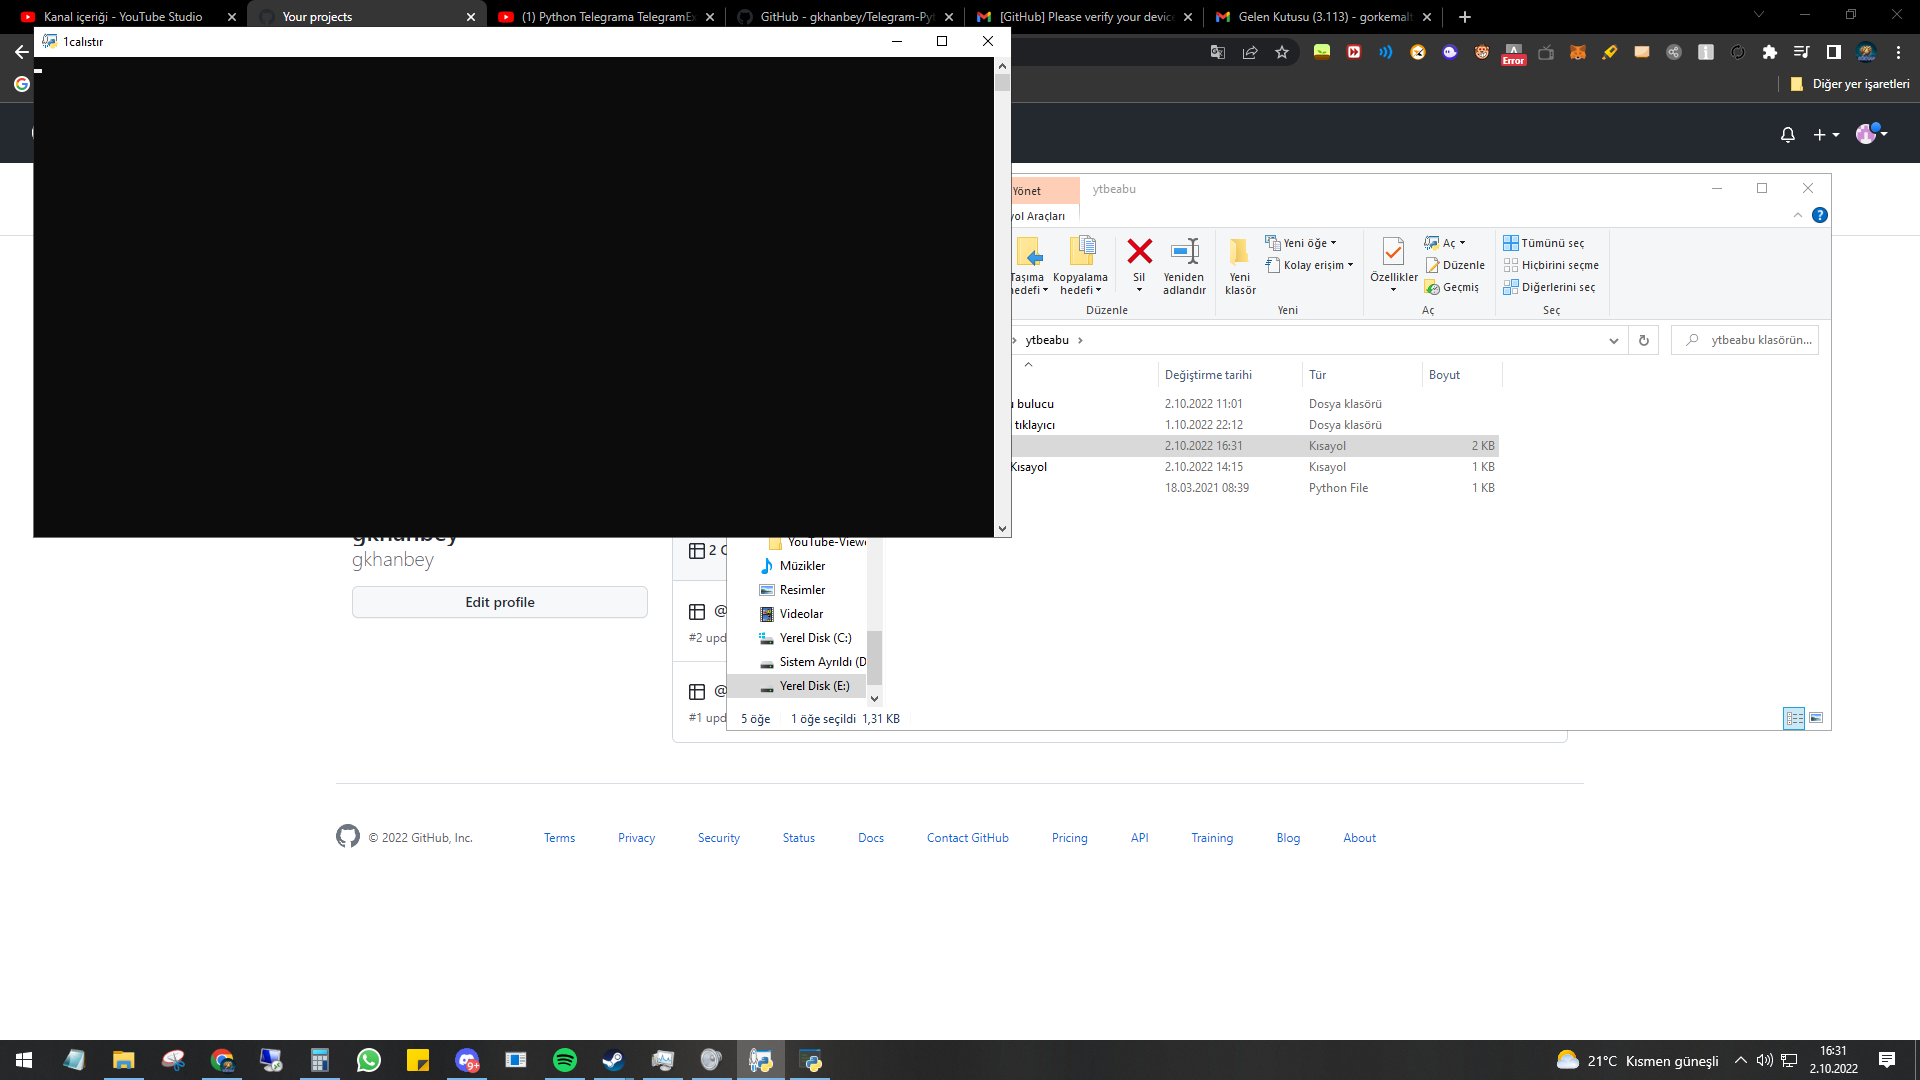 Kanal içeriği - YouTube Studio
Your projects
(1) Python Telegrama TelegramEx
GitHub - gkhanbey/Telegram-Pyt
[GitHub] Please verify your device
Gelen Kutusu (3.113) - gorkemalt
1calıstır
Error
Diğer yer işaretleri
Yönet
ytbeabu
yol Araçları
Taşıma hedefi
Kopyalama hedefi
Sil
Yeniden adlandır
Yeni klasör
Yeni öğe
Kolay erişim
Özellikler
Aç
Düzenle
Geçmiş
Tümünü seç
Hiçbirini seçme
Diğerlerini seç
Düzenle
Yeni
Aç
Seç
ytbeabu
ytbeabu klasörün...
Değiştirme tarihi
Tür
Boyut
bulucu
2.10.2022 11:01
Dosya klasörü
tıklayıcı
1.10.2022 22:12
Dosya klasörü
2.10.2022 16:31
Kısayol
2 KB
Kısayol
2.10.2022 14:15
Kısayol
1 KB
18.03.2021 08:39
Python File
1 KB
gkhanbey
gkhanbey
Edit profile
2
@
#2 upd
@
#1 upd
YouTube-Viewe
Müzikler
Resimler
Videolar
Yerel Disk (C:)
Sistem Ayrıldı (D
Yerel Disk (E:)
5 öğe
1 öğe seçildi 1,31 KB
© 2022 GitHub, Inc.
Terms
Privacy
Security
Status
Docs
Contact GitHub
Pricing
API
Training
Blog
About
9+
21°C Kısmen güneşli
16:31
2.10.2022